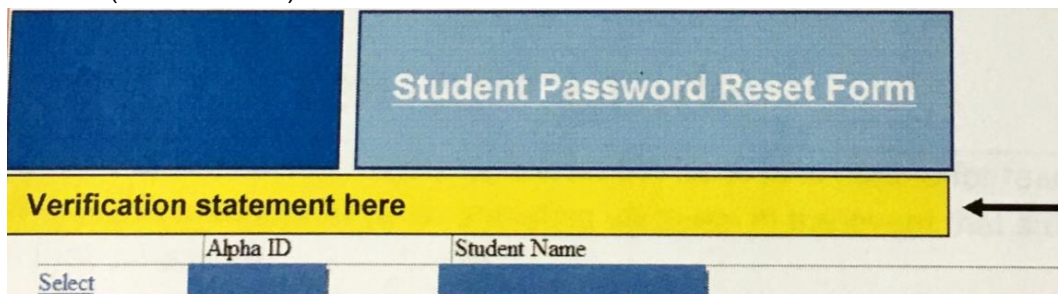 Student Password Reset Form
Verification statement here
Alpha ID Student Name
Select